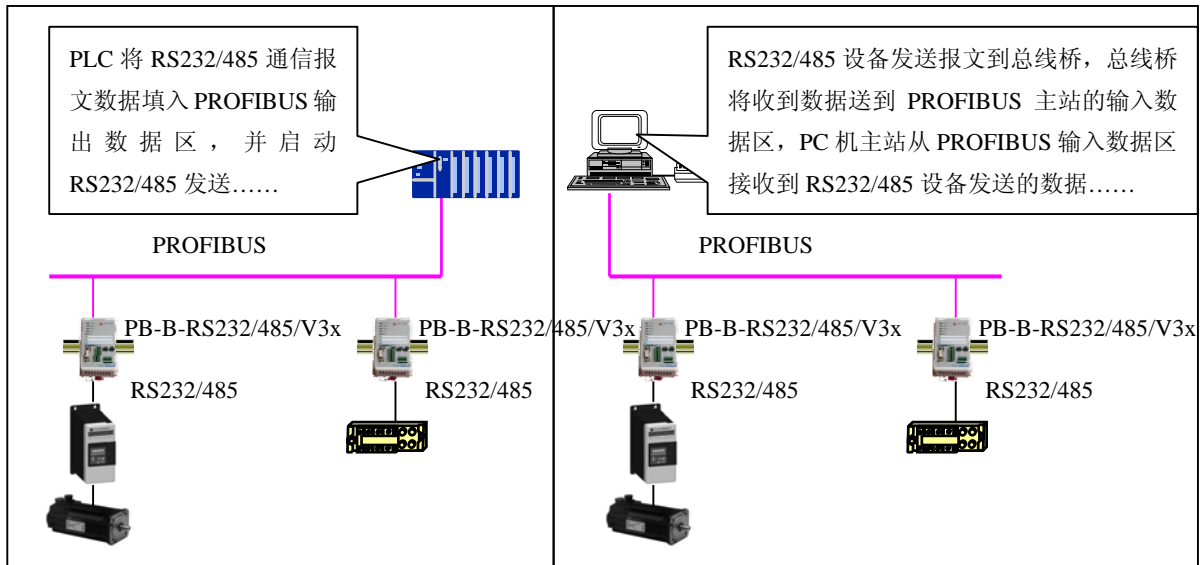 PLC 将 RS232/485 通信报
文数据填入 PROFIBUS 输
出数据区，并启动
RS232/485 发送……
RS232/485 设备发送报文到总线桥，总线桥
将收到数据送到 PROFIBUS 主站的输入数
据区，PC 机主站从 PROFIBUS 输入数据区
接收到 RS232/485 设备发送的数据……
PROFIBUS
PROFIBUS
PB-B-RS232/485/V3x
PB-B-RS232/485/V3x
PB-B-RS232/485/V3x
PB-B-RS232/485/V3x
RS232/485
RS232/485
RS232/485
RS232/485